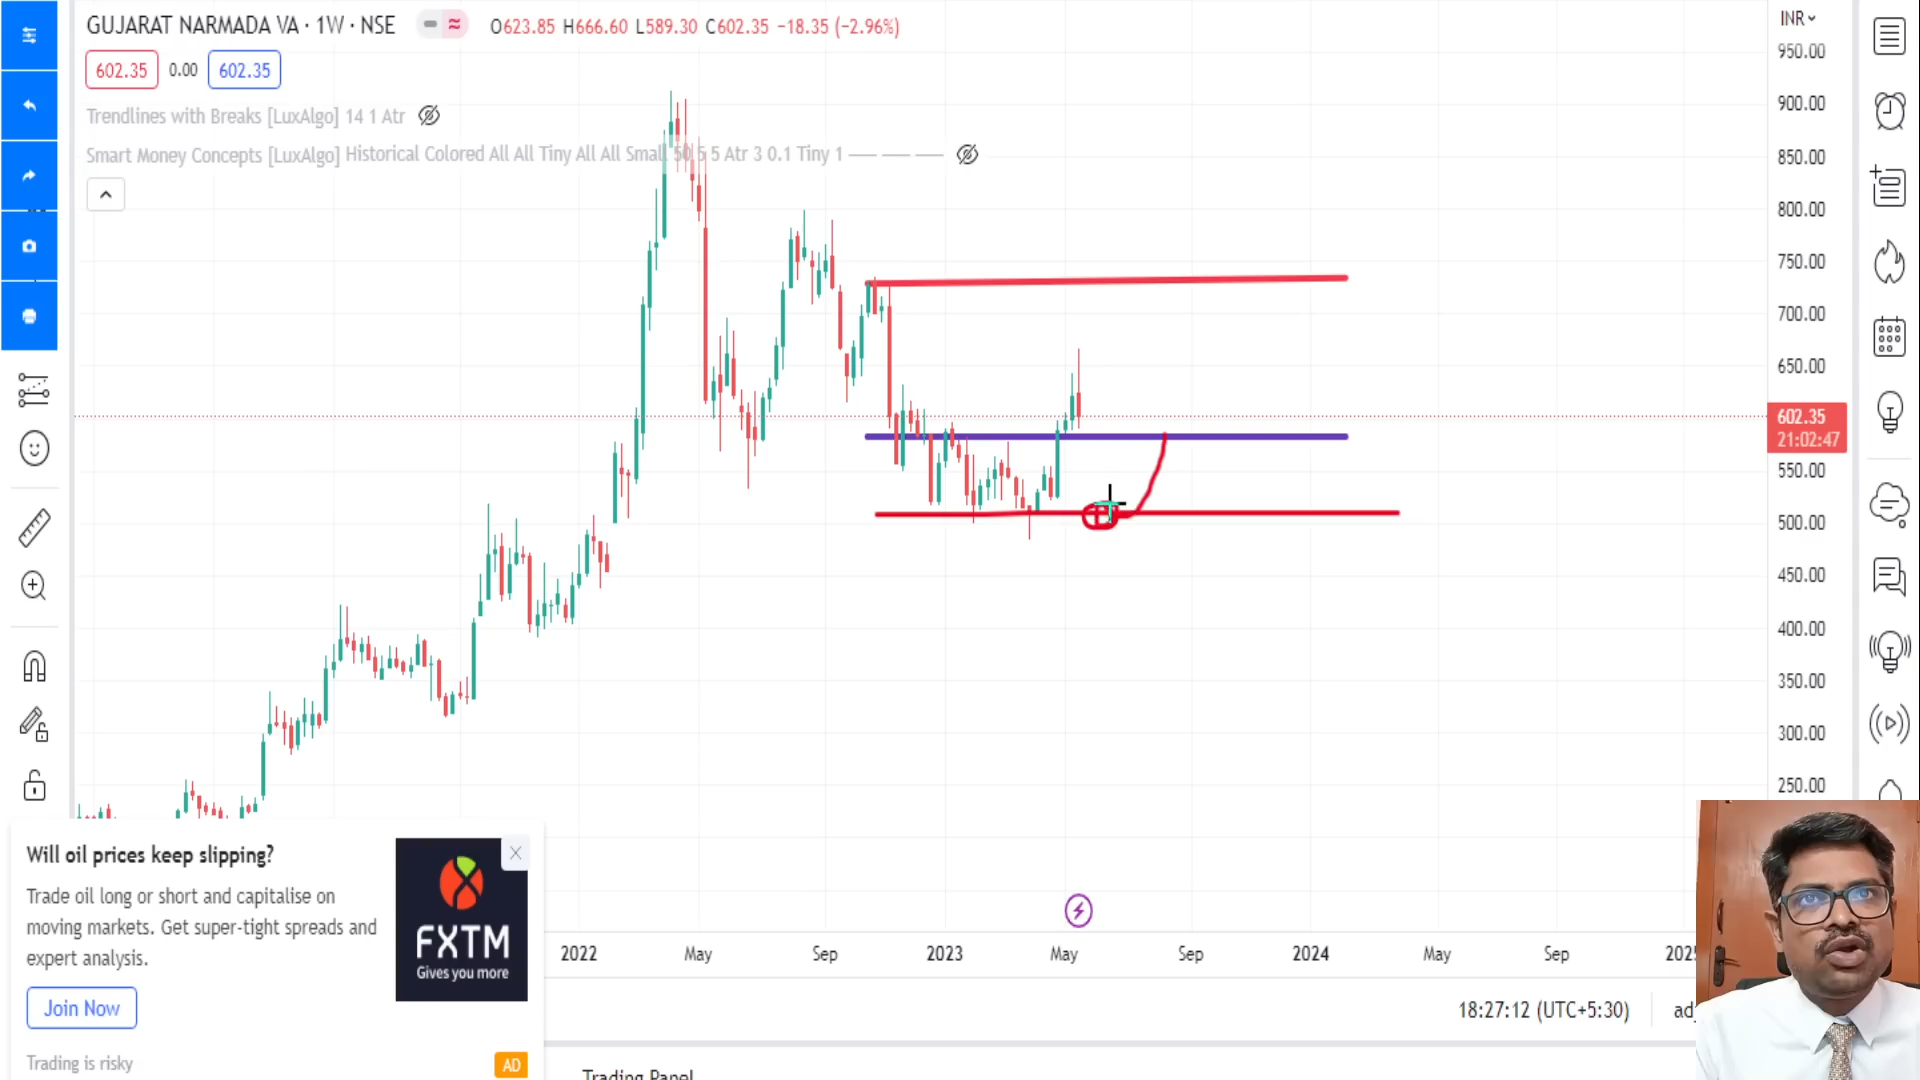 GUJARAT NARMADA VA · 1W · NSE
O623.85 H666.60 L589.30 C602.35 −18.35 (−2.96%)
602.35 0.00 602.35
Trendlines with Breaks [LuxAlgo] 14 1 Atr
Smart Money Concepts [LuxAlgo] Historical Colored All All Tiny All All Small 50 5 5 Atr 3 0.1 Tiny 1
INR
950.00
900.00
850.00
800.00
750.00
700.00
650.00
602.35
21:02:47
550.00
500.00
450.00
400.00
350.00
300.00
250.00
Will oil prices keep slipping?
Trade oil long or short and capitalise on
moving markets. Get super-tight spreads and
expert analysis.
Join Now
Trading is risky
AD
FXTM
Gives you more
2022 May Sep 2023 May Sep 2024 May Sep 2025
18:27:12 (UTC+5:30)
adj
Trading Panel